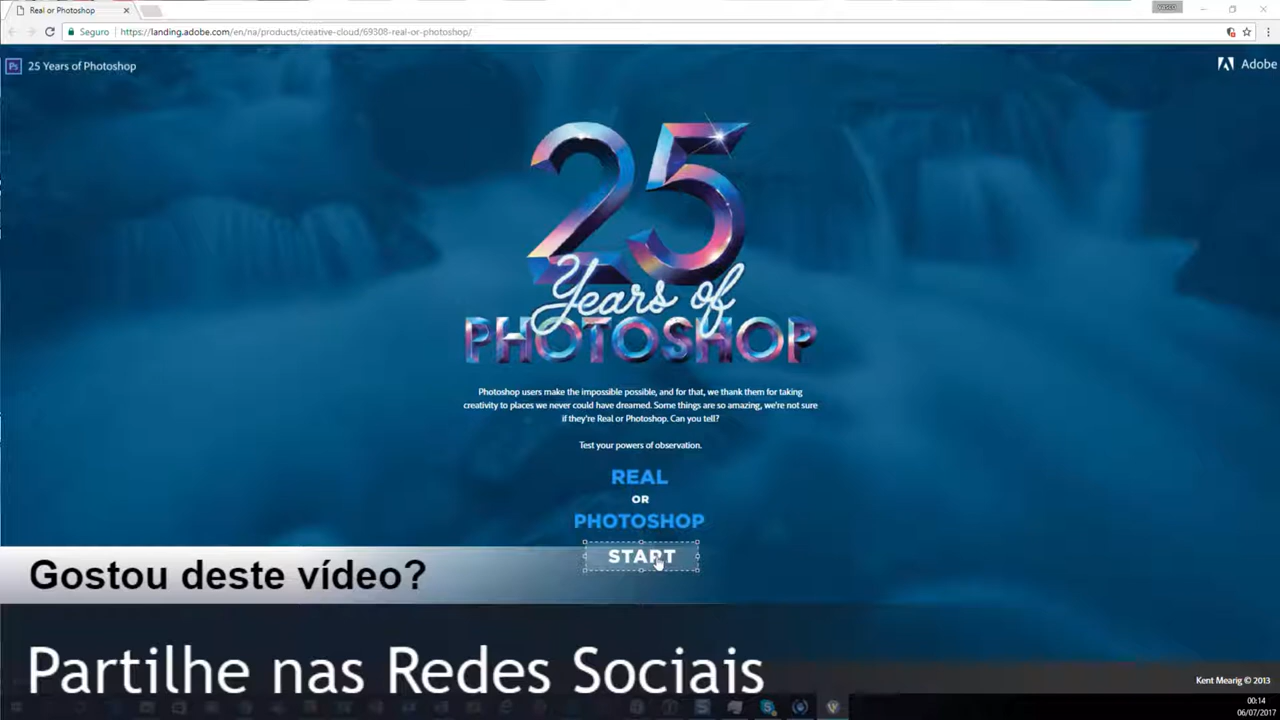 Real or Photoshop
vasco
Seguro
https://landing.adobe.com/en/na/products/creative-cloud/69308-real-or-photoshop/
Ps 25 Years of Photoshop
Adobe
25
Years of
PHOTOSHOP
Photoshop users make the impossible possible, and for that, we thank them for taking
creativity to places we never could have dreamed. Some things are so amazing, we're not sure
if they're Real or Photoshop. Can you tell?
Test your powers of observation.
REAL
OR
PHOTOSHOP
START
Gostou deste vídeo?
Partilhe nas Redes Sociais
Kent Mearig © 2013
00:14
06/07/2017